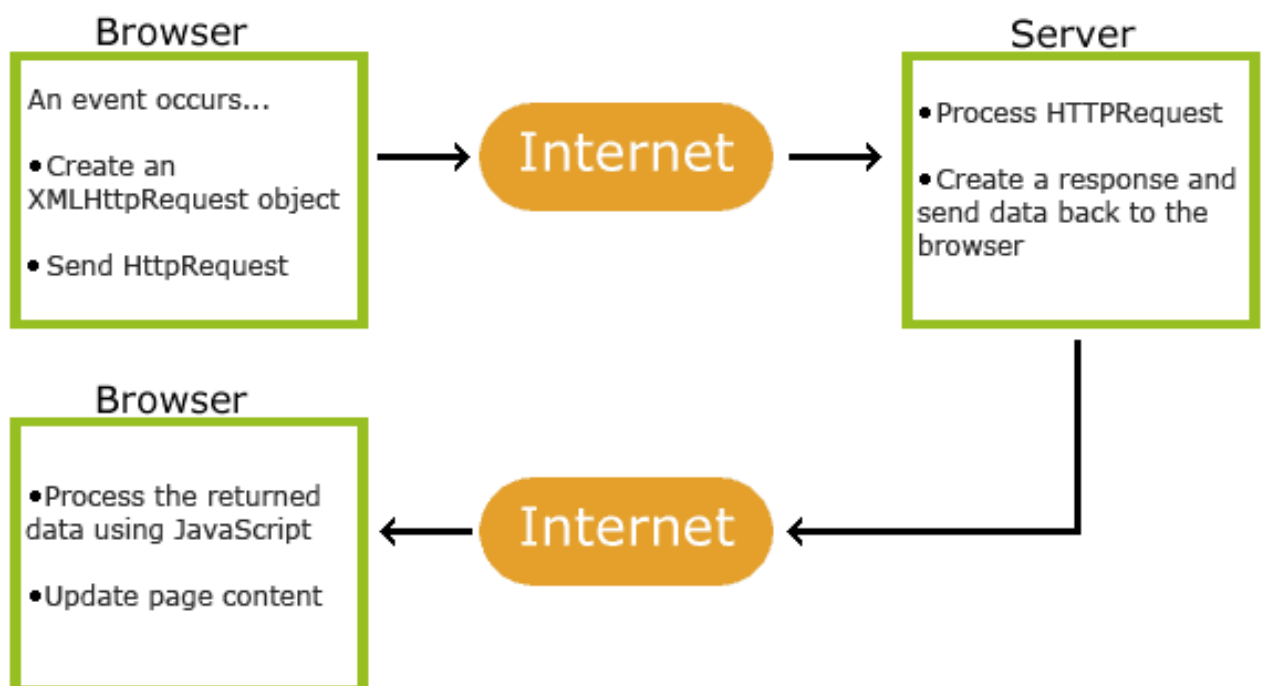 Browser
An event occurs...
•Create an
XMLHttpRequest object
• Send HttpRequest
Internet
Server
•Process HTTPRequest
•Create a response and
send data back to the
browser
Browser
•Process the returned
data using JavaScript
•Update page content
Internet